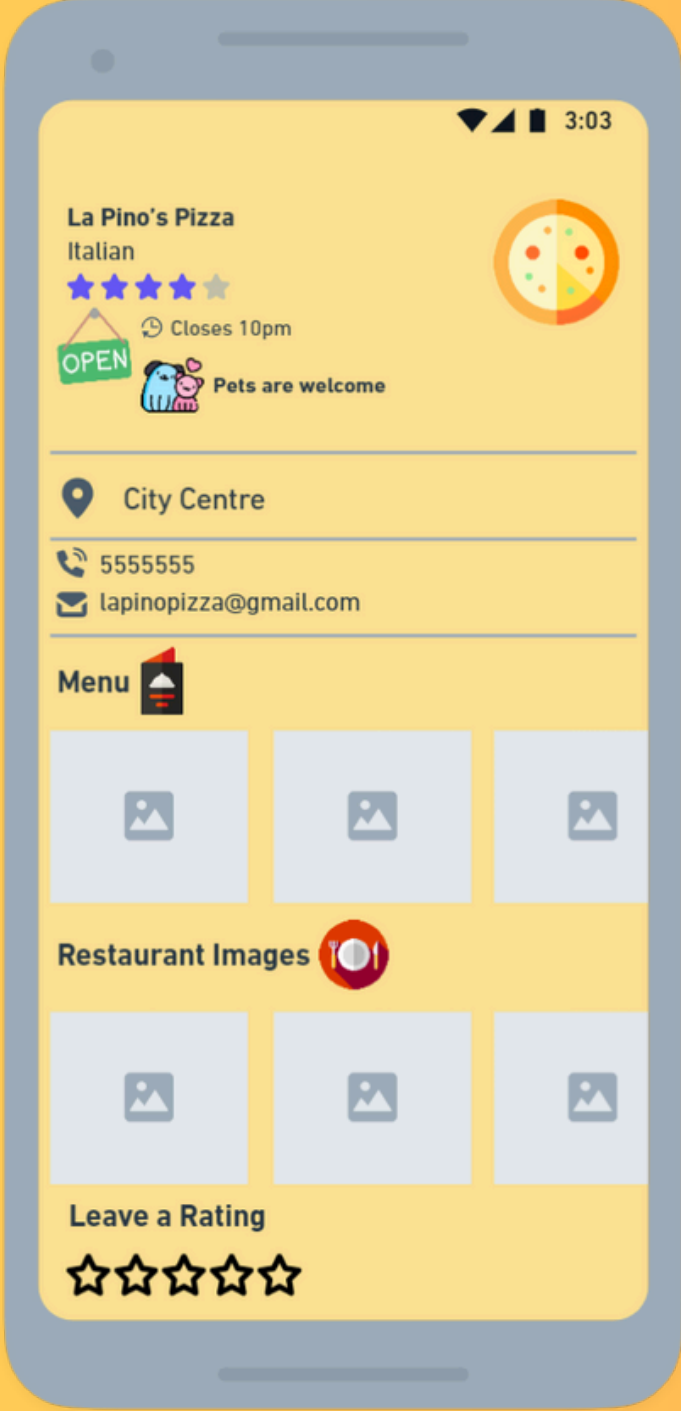 3:03
La Pino's Pizza
Italian
OPEN
Closes 10pm
Pets are welcome
City Centre
5555555
lapinopizza@gmail.com
Menu
Restaurant Images
Leave a Rating